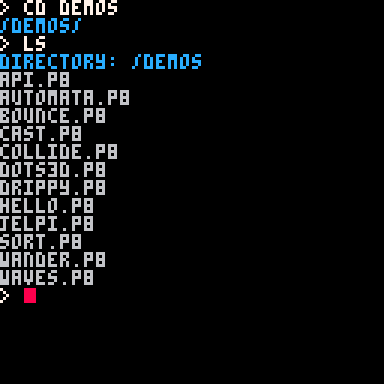 > CD DEMOS
/DEMOS/
> LS
DIRECTORY: /DEMOS
API.P8
AUTOMATA.P8
BOUNCE.P8
CAST.P8
COLLIDE.P8
DOTS3D.P8
DRIPPY.P8
HELLO.P8
JELPI.P8
SORT.P8
WANDER.P8
WAVES.P8
>